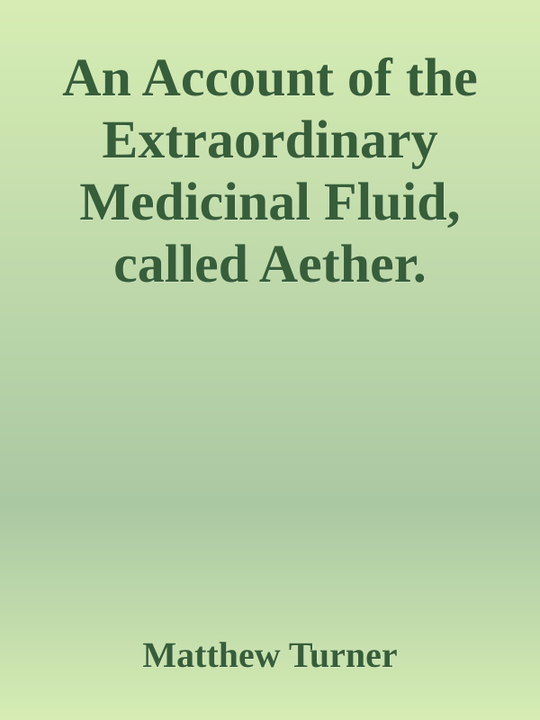 An Account of the
Extraordinary
Medicinal Fluid,
called Aether.
Matthew Turner